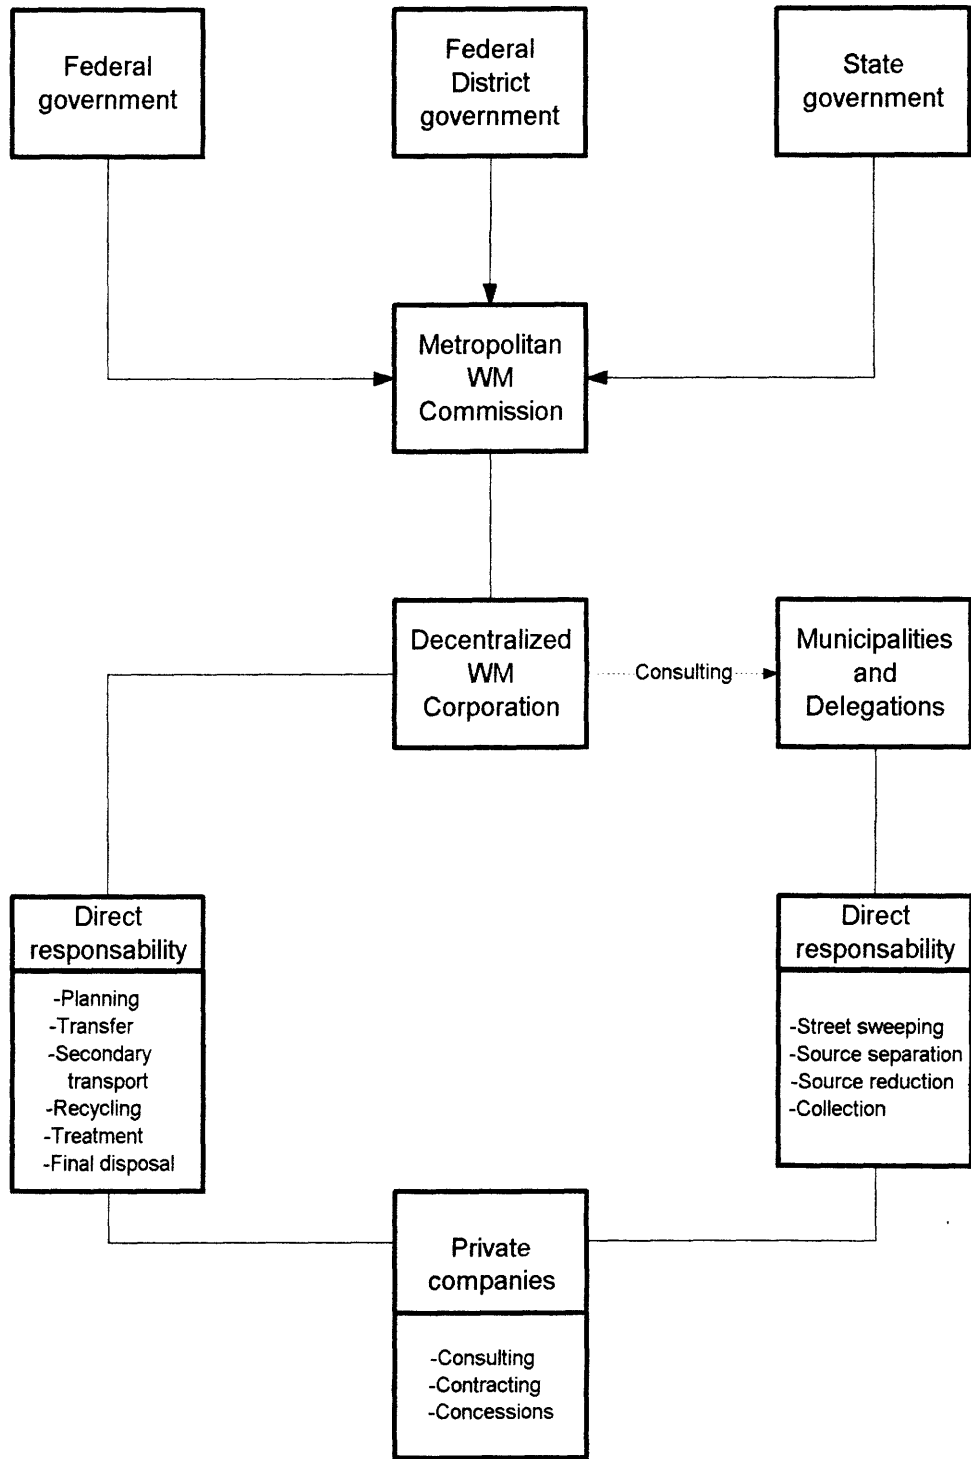 Federal
government
Federal
District
government
State
government
Metropolitan
WM
Commission
Decentralized
WM
Corporation
Consulting
Municipalities
and
Delegations
Direct
responsability
-Planning
-Transfer
-Secondary
transport
-Recycling
-Treatment
-Final disposal
Direct
responsability
-Street sweeping
-Source separation
-Source reduction
-Collection
Private
companies
-Consulting
-Contracting
-Concessions